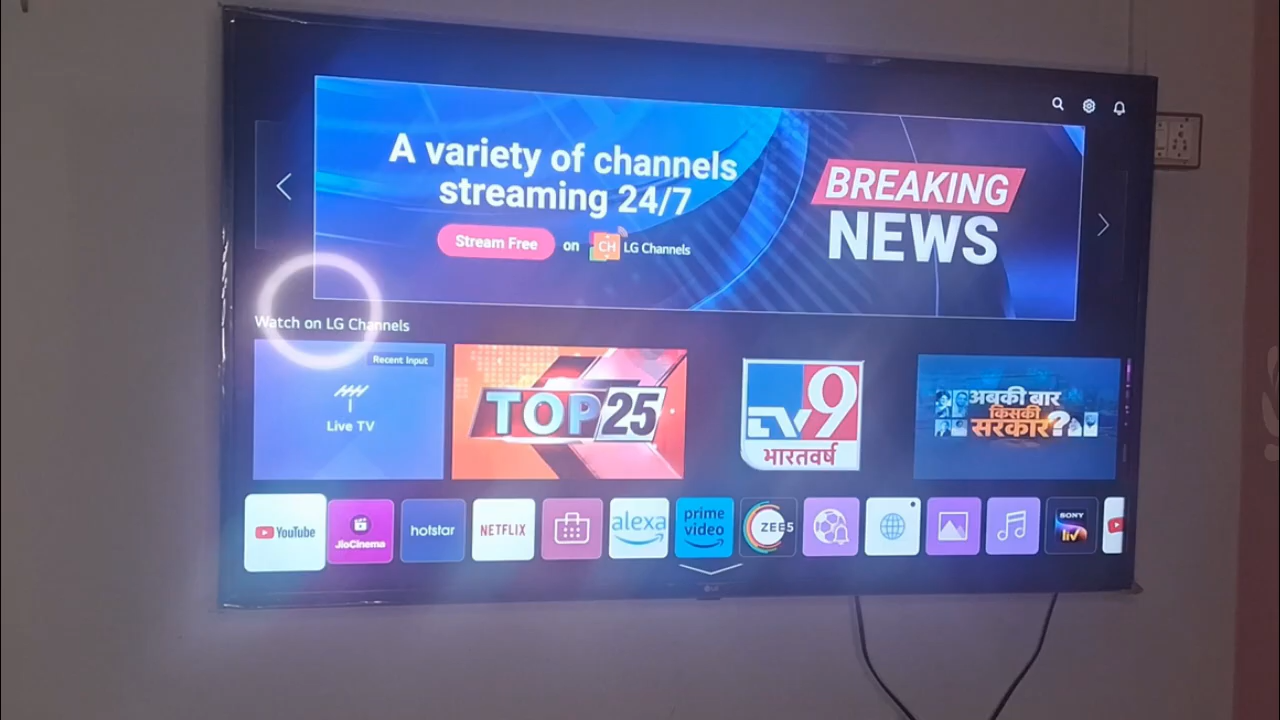 A variety of channels
streaming 24/7
Stream Free on CH LG Channels
BREAKING
NEWS
Watch on LG Channels
Recent Input
Live TV
TOP 25
TV9
भारतवर्ष
अबकी बार
किसकी
सरकार?
YouTube
JioCinema
hotstar
NETFLIX
alexa
prime
video
ZEE5
SONY
liv
LG